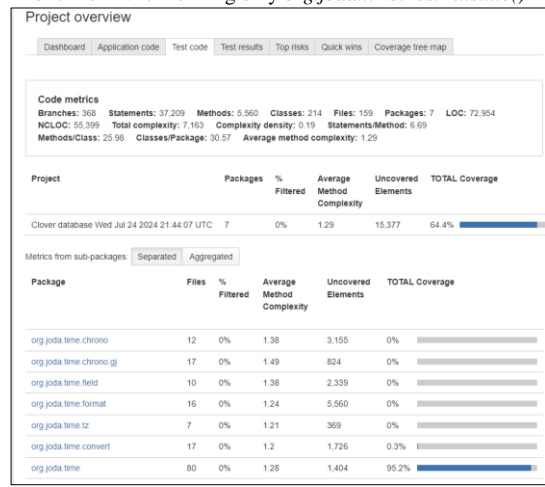 Project overview
Dashboard Application code Test code Test results Top risks Quick wins Coverage tree map
Code metrics
Branches: 368 Statements: 37,209 Methods: 5,560 Classes: 214 Files: 159 Packages: 7 LOC: 72,954
NCLOC: 55,399 Total complexity: 7,163 Complexity density: 0.19 Statements/Method: 6.69
Methods/Class: 25.98 Classes/Package: 30.57 Average method complexity: 1.29
Project Packages % Filtered Average Method Complexity Uncovered Elements TOTAL Coverage
Clover database Wed Jul 24 2024 21:44:07 UTC 7 0% 1.29 15,377 64.4%
Metrics from sub-packages: Separated Aggregated
Package Files % Filtered Average Method Complexity Uncovered Elements TOTAL Coverage
org.joda.time.chrono 12 0% 1.38 3,155 0%
org.joda.time.chrono.gj 17 0% 1.49 824 0%
org.joda.time.field 10 0% 1.38 2,339 0%
org.joda.time.format 16 0% 1.24 5,560 0%
org.joda.time.tz 7 0% 1.21 369 0%
org.joda.time.convert 17 0% 1.2 1,726 0.3%
org.joda.time 80 0% 1.28 1,404 95.2%